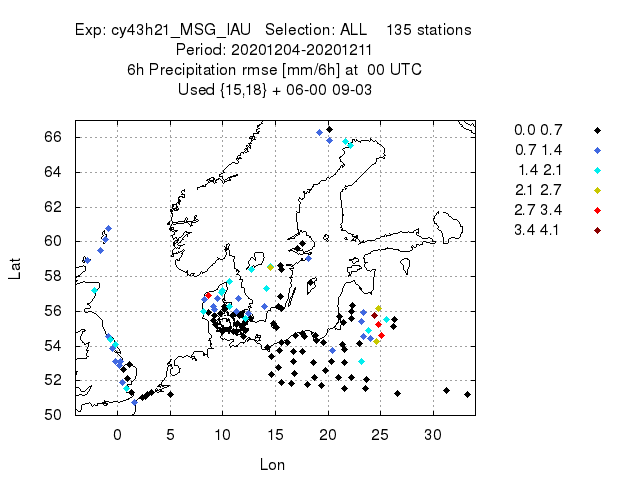 Exp: cy43h21_MSG_IAU Selection: ALL 135 stations
Period: 20201204-20201211
6h Precipitation rmse [mm/6h] at 00 UTC
Used {15,18} + 06-00 09-03
66
64
62
60
58
56
54
52
50
Lat
0 5 10 15 20 25 30
Lon
0.0 0.7
0.7 1.4
1.4 2.1
2.1 2.7
2.7 3.4
3.4 4.1